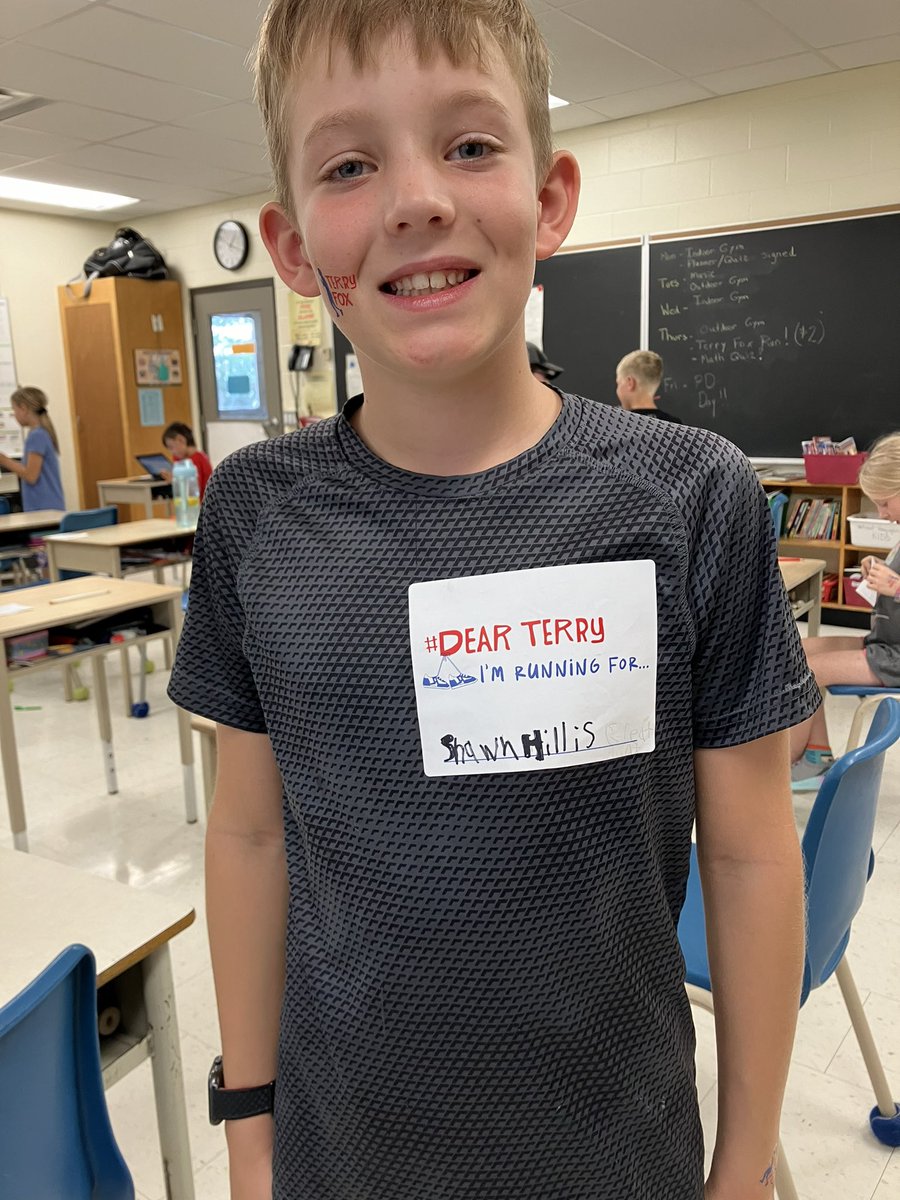 TERRY
FOX
#DEAR TERRY
I'M RUNNING FOR...
Shawn Hillis
Mon - Indoor Gym
- Planner/Quiz signed
Tues - music
- Outdoor Gym
Wed - Indoor Gym
Thurs - Outdoor Gym
- Terry Fox Run! (#2)
- Math Quiz!
Fri - PD
Day!!